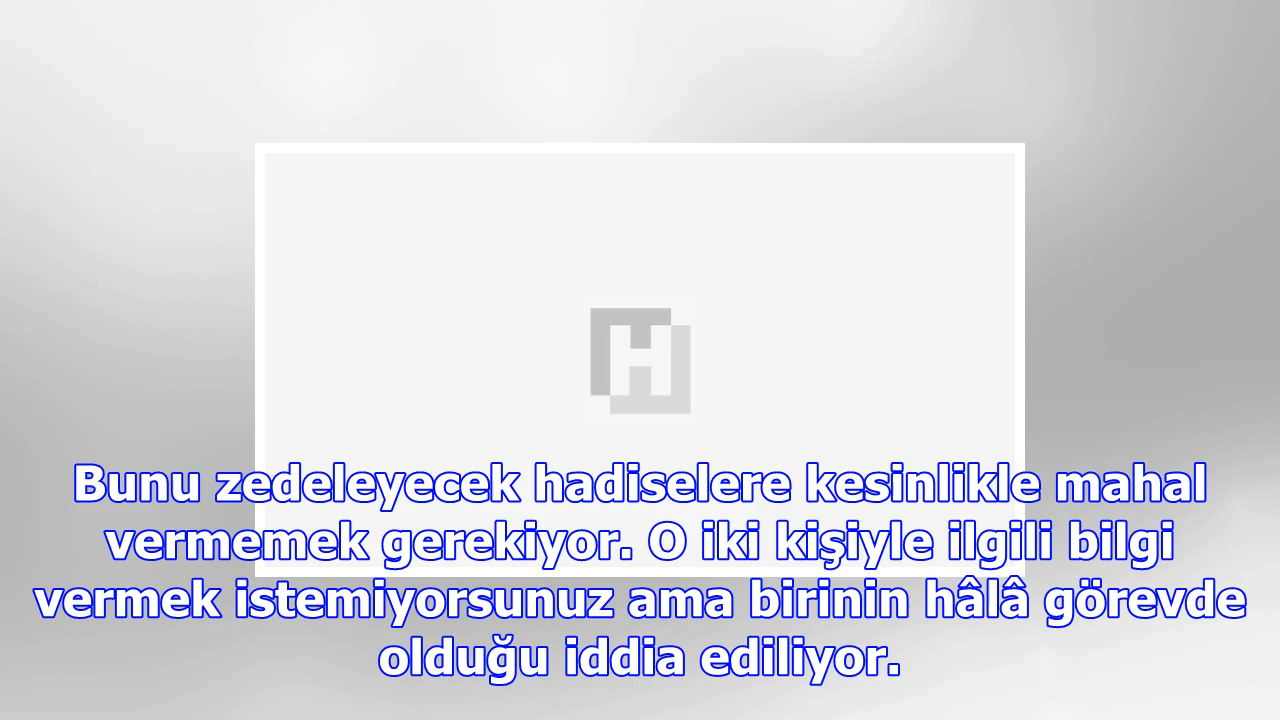 H
Bunu zedeleyecek hadiselere kesinlikle mahal
vermemek gerekiyor. O iki kişiyle ilgili bilgi
vermek istemiyorsunuz ama birinin hâlâ görevde
olduğu iddia ediliyor.